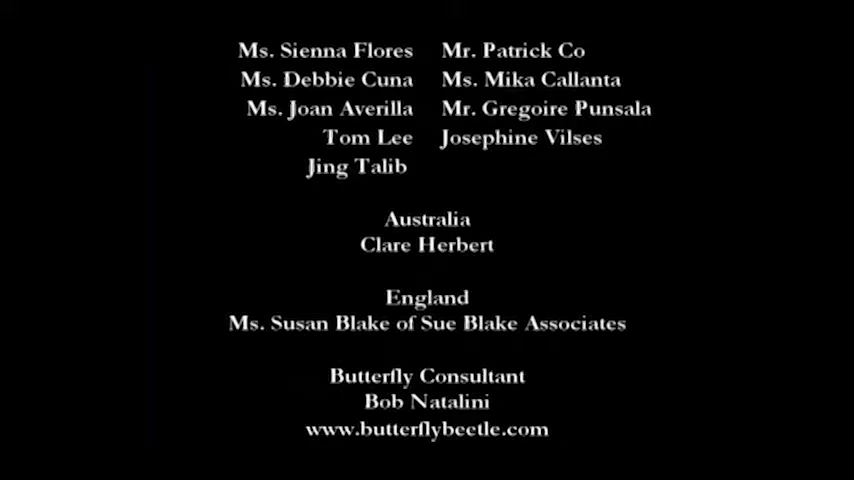 Ms. Sienna Flores Mr. Patrick Co
Ms. Debbie Cuna Ms. Mika Callanta
Ms. Joan Averilla Mr. Gregoire Punsala
Tom Lee Josephine Vilses
Jing Talib
Australia
Clare Herbert
England
Ms. Susan Blake of Sue Blake Associates
Butterfly Consultant
Bob Natalini
www.butterflybeetle.com